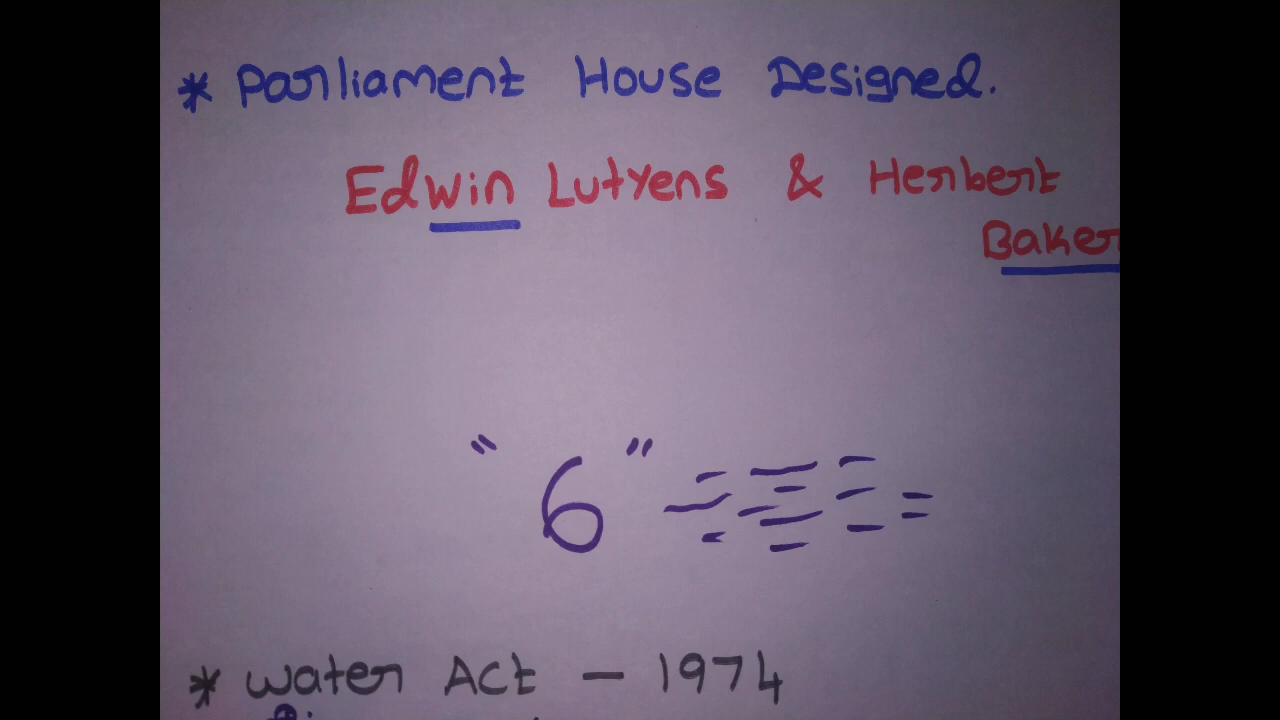 * Parliament House Designed.
Edwin Lutyens & Herbert
Baker
"6"
* Water Act - 1974